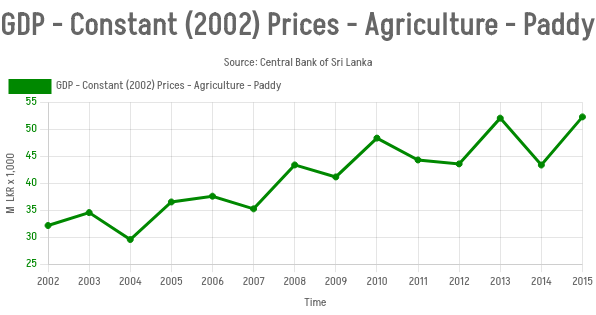 GDP - Constant (2002) Prices - Agriculture - Paddy
Source: Central Bank of Sri Lanka
GDP - Constant (2002) Prices - Agriculture - Paddy
55
50
45
40
35
30
25
M LKR x 1,000
2002 2003 2004 2005 2006 2007 2008 2009 2010 2011 2012 2013 2014 2015
Time